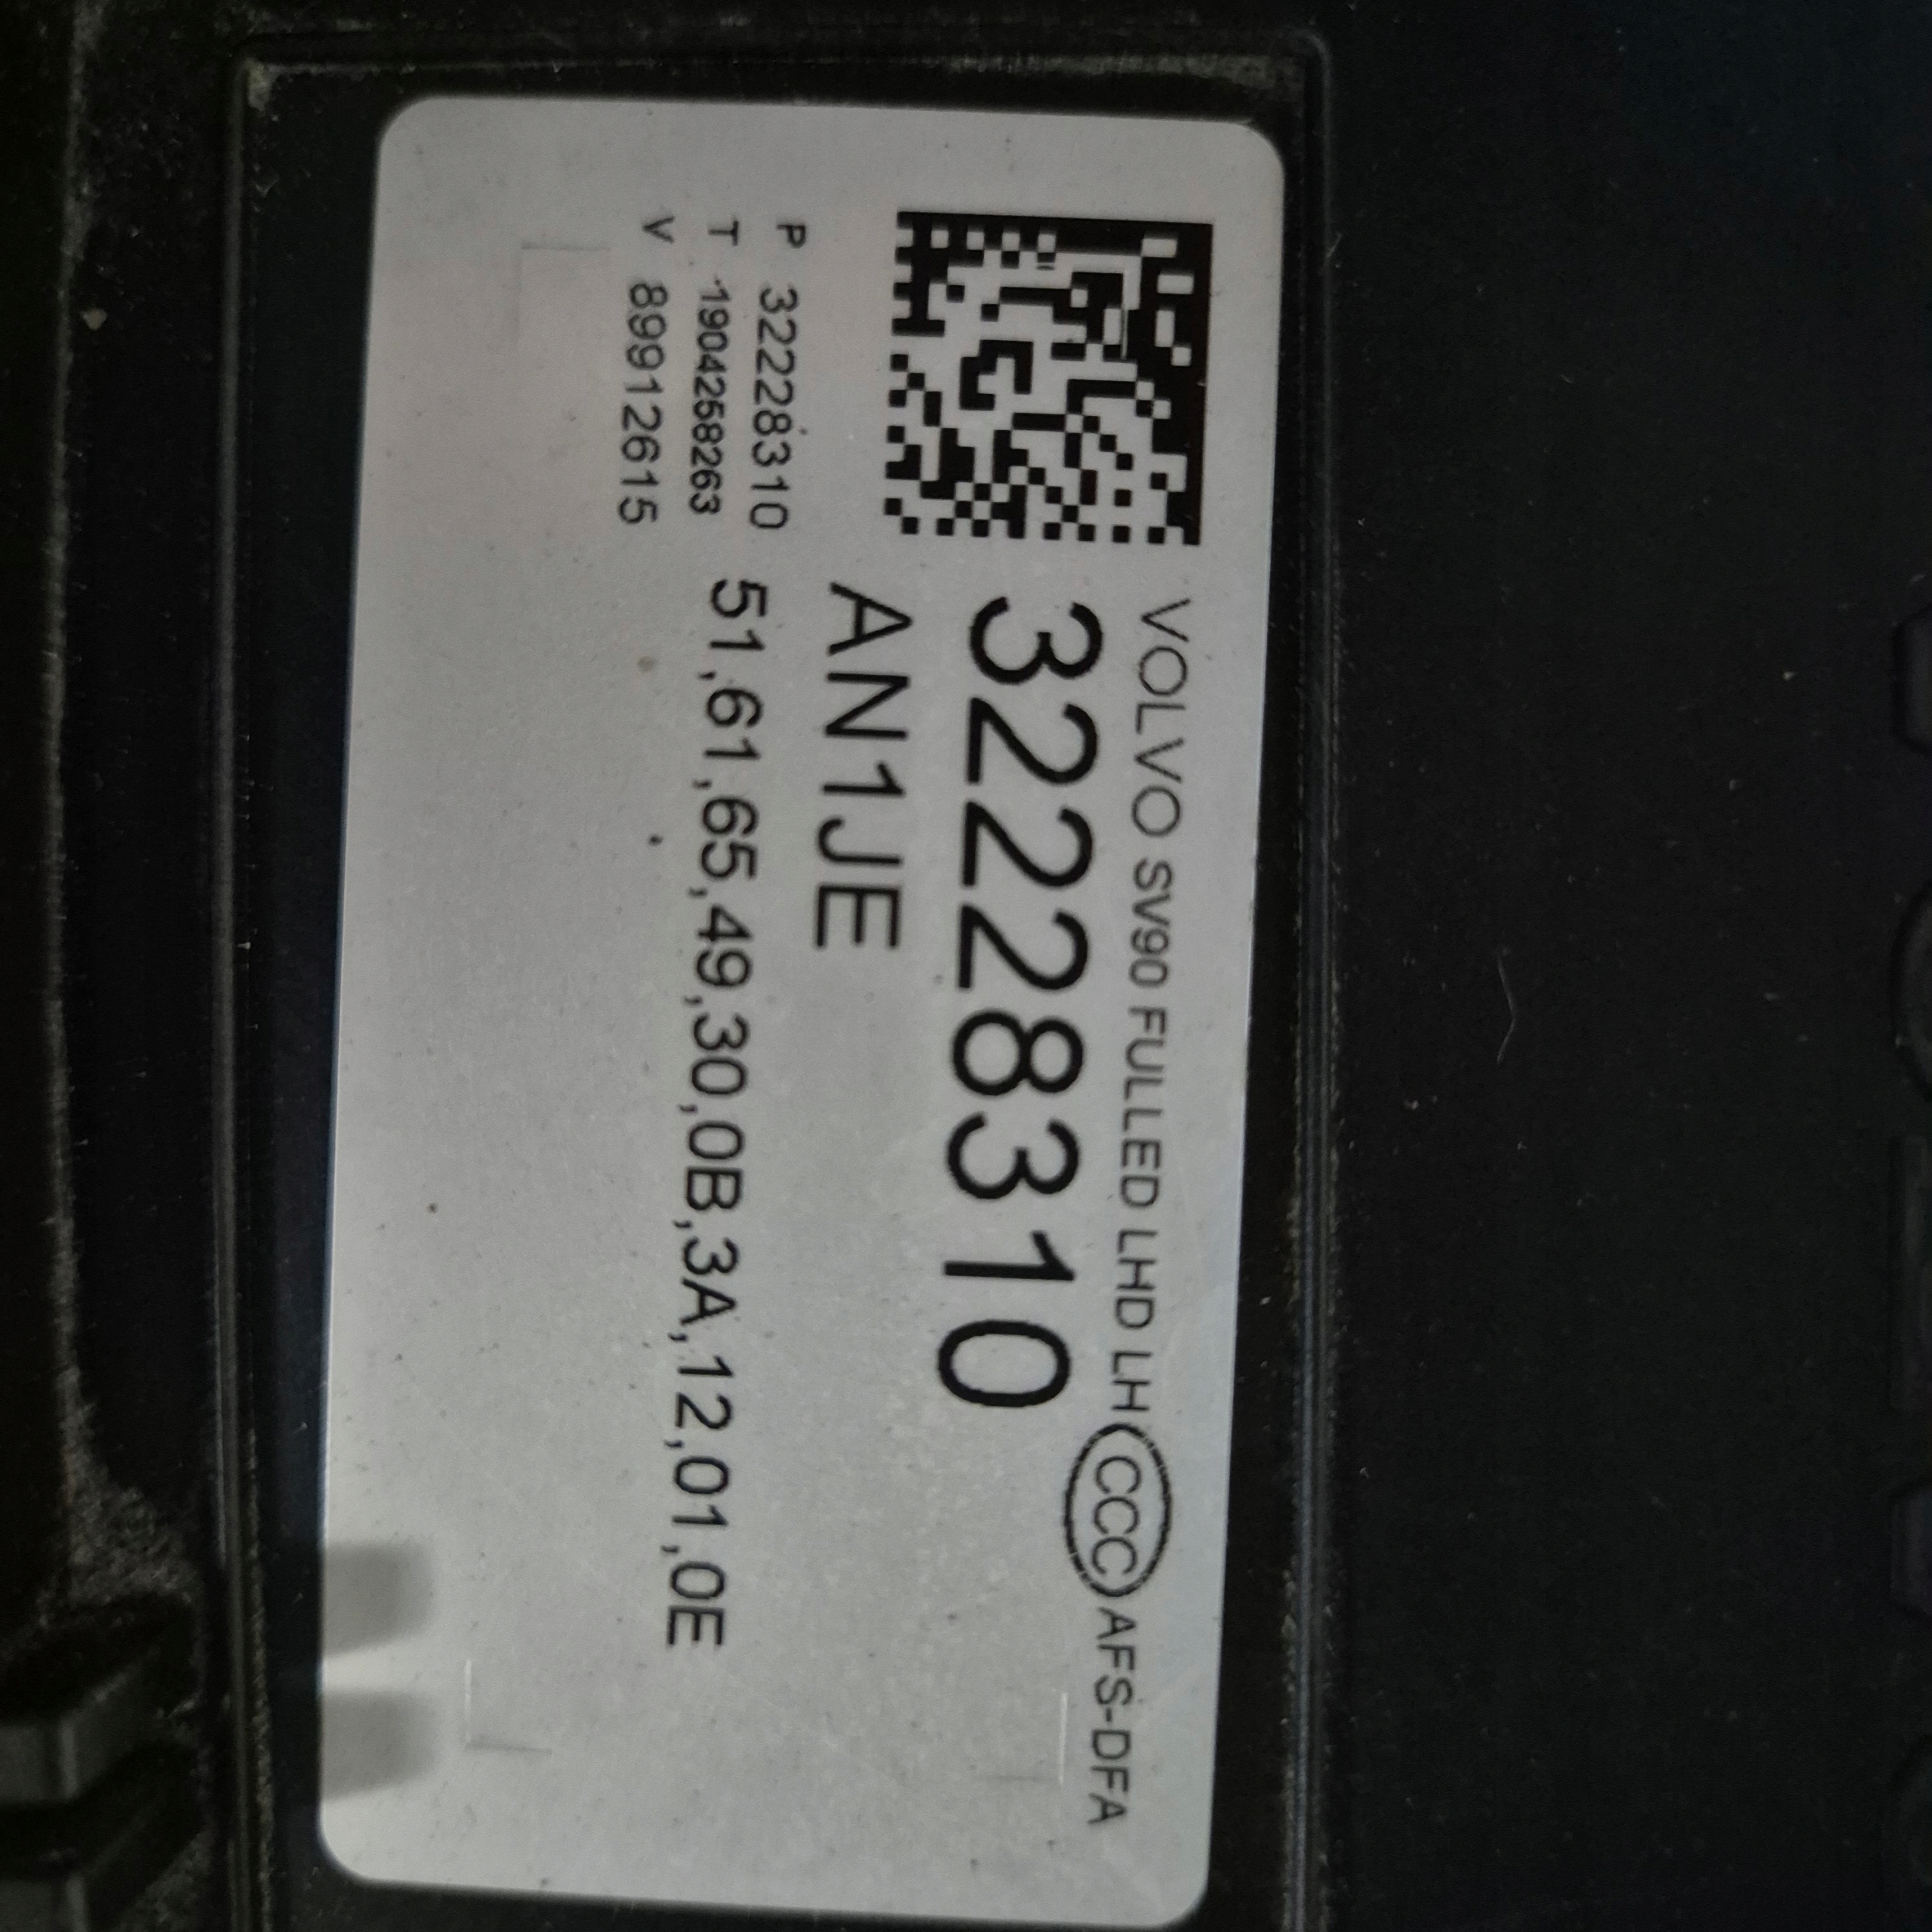 VOLVO SV90 FULLLED LHD LH CCC AFS-DFA
32228310
AN1JE
51,61,65,49,30,0B,3A,12,01,0E
P 32228310
T 1904258263
V 89912615